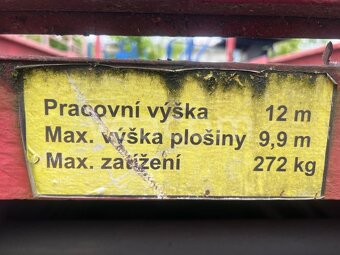 Pracovní výška 12 m
Max. výška plošiny 9,9 m
Max. zatížení 272 kg